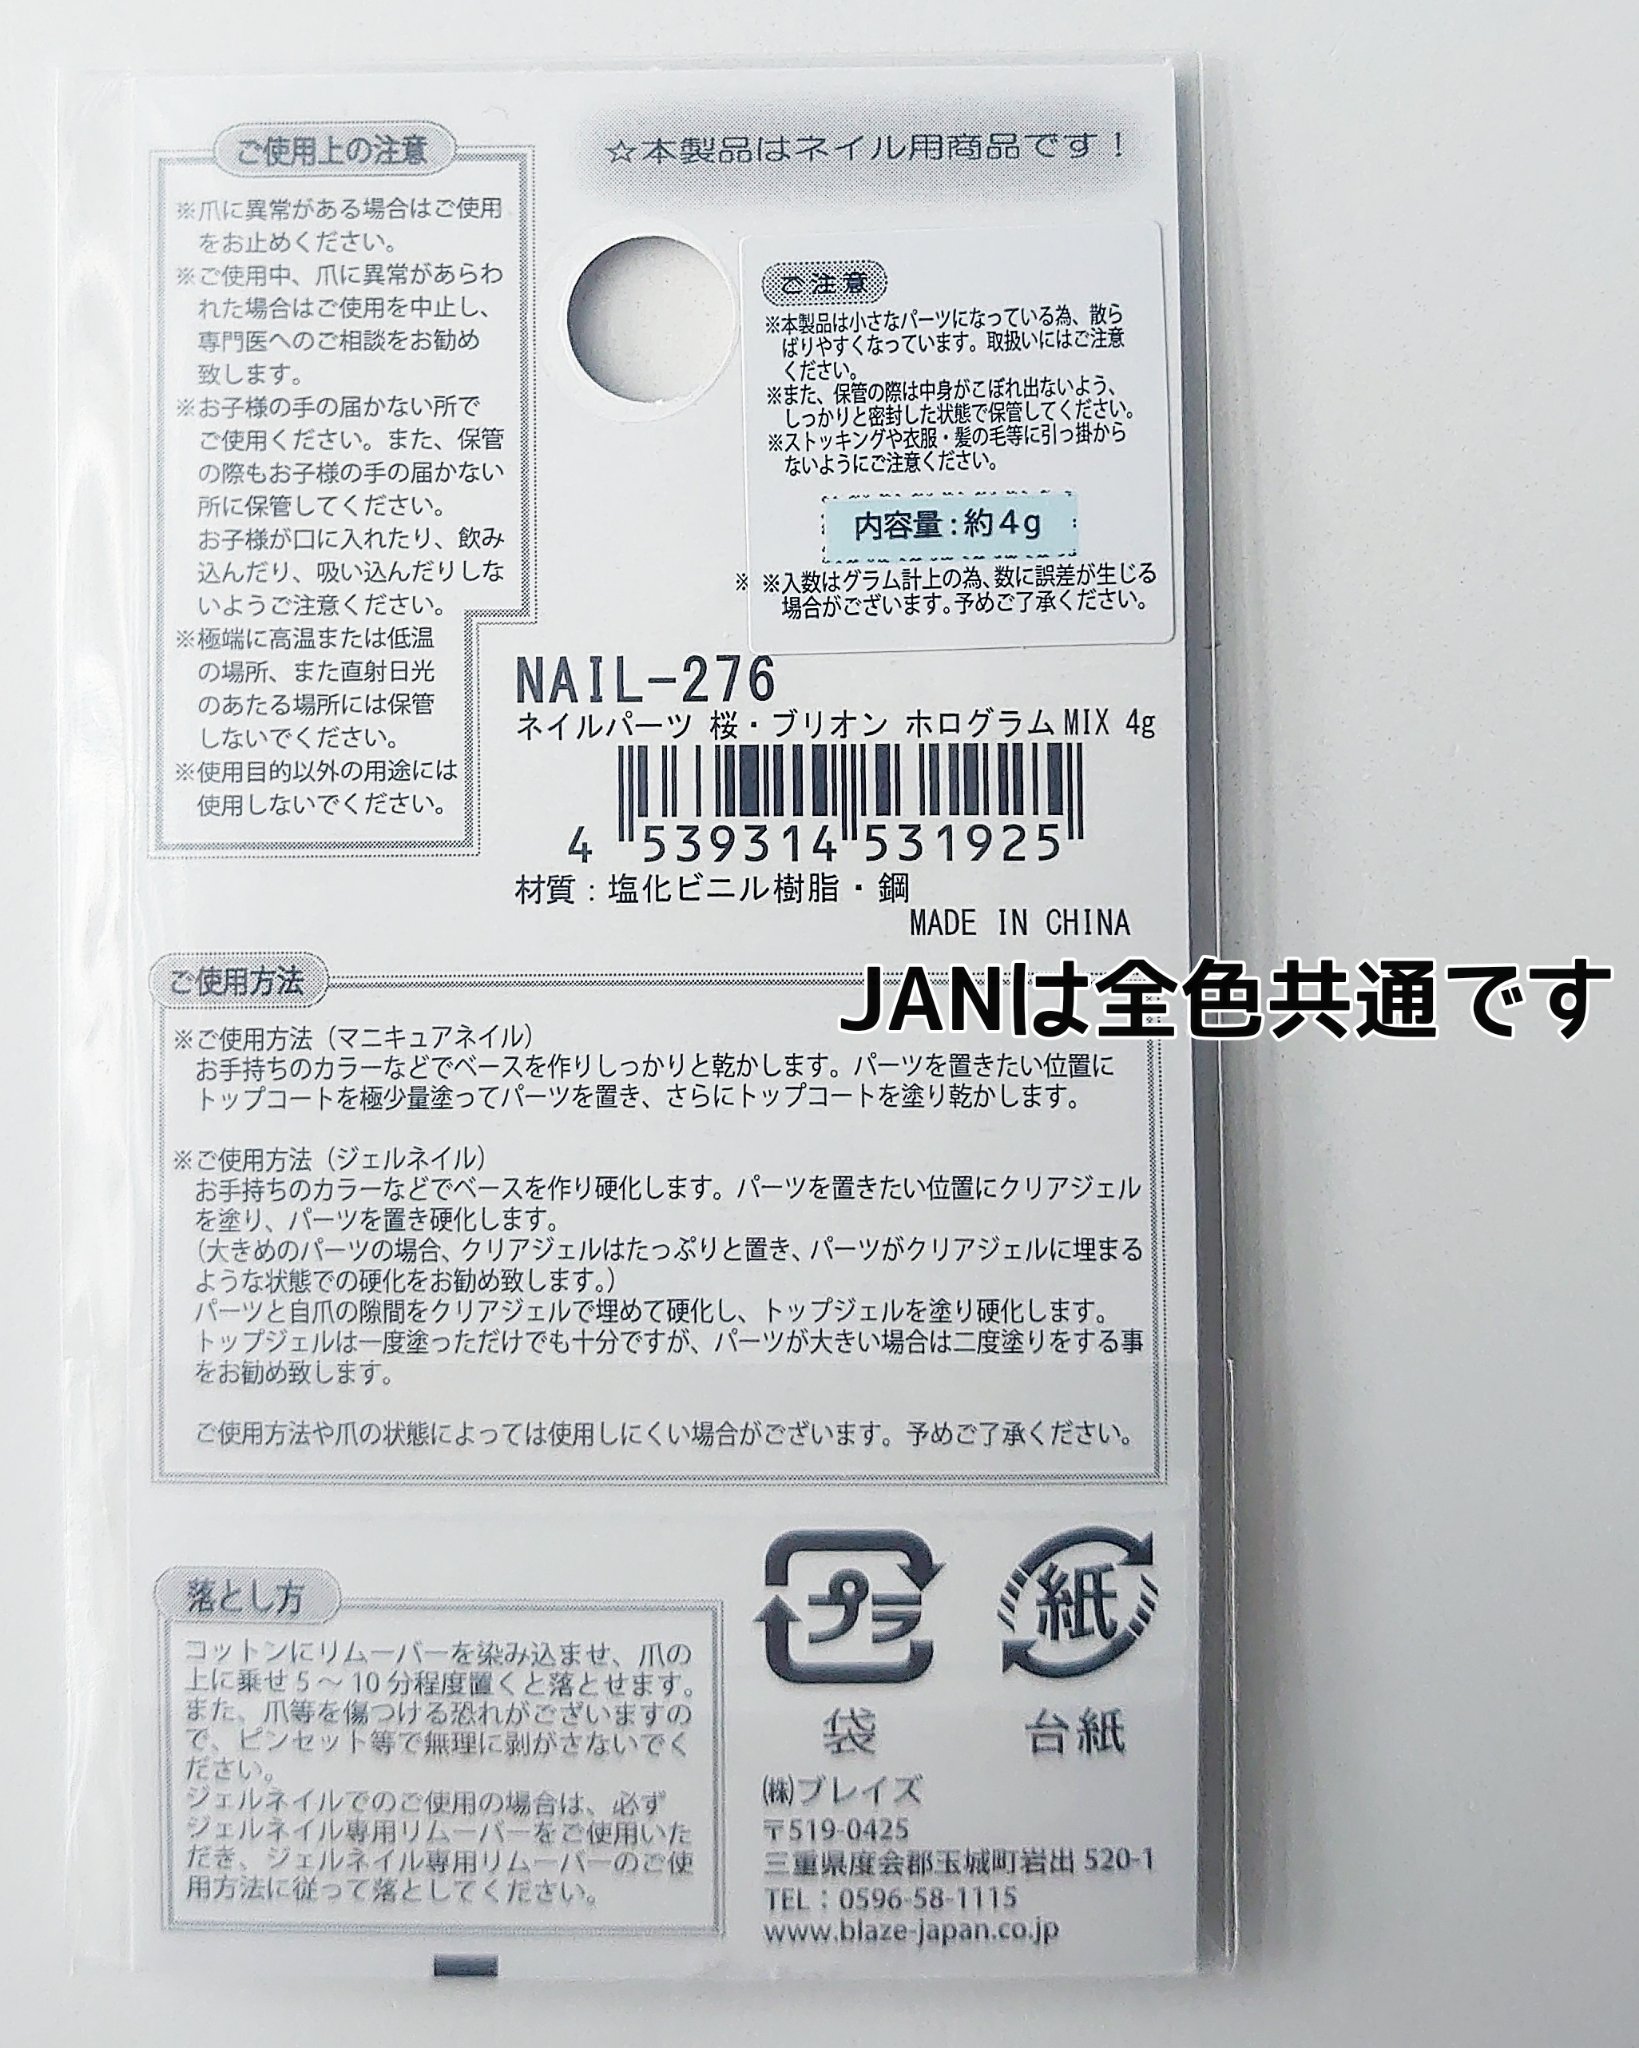 ご使用上の注意
※爪に異常がある場合はご使用
をお止めください。
※ご使用中、爪に異常があらわ
れた場合はご使用を中止し、
専門医へのご相談をお勧め
致します。
※お子様の手の届かない所で
ご使用ください。また、保管
の際もお子様の手の届かない
所に保管してください。
お子様が口に入れたり、飲み
込んだり、吸い込んだりしな
いようご注意ください。
※極端に高温または低温
の場所、また直射日光
のあたる場所には保管
しないでください。
※使用目的以外の用途には
使用しないでください。
☆本製品はネイル用商品です！
ご注意
※本製品は小さなパーツになっている為、散ら
ばりやすくなっています。取扱いにはご注意
ください。
※また、保管の際は中身がこぼれ出ないよう、
しっかりと密封した状態で保管してください。
※ストッキングや衣服・髪の毛等に引っ掛から
ないようにご注意ください。
内容量：約4g
※ ※入数はグラム計上の為、数に誤差が生じる
場合がございます。予めご了承ください。
NAIL-276
ネイルパーツ 桜・ブリオン ホログラムMIX 4g
4 539314 531925
材質：塩化ビニル樹脂・鋼
MADE IN CHINA
JANは全色共通です
ご使用方法
※ご使用方法（マニキュアネイル）
お手持ちのカラーなどでベースを作りしっかりと乾かします。パーツを置きたい位置に
トップコートを極少量塗ってパーツを置き、さらにトップコートを塗り乾かします。
※ご使用方法（ジェルネイル）
お手持ちのカラーなどでベースを作り硬化します。パーツを置きたい位置にクリアジェル
を塗り、パーツを置き硬化します。
（大きめのパーツの場合、クリアジェルはたっぷりと置き、パーツがクリアジェルに埋まる
ような状態での硬化をお勧め致します。）
パーツと自爪の隙間をクリアジェルで埋めて硬化し、トップジェルを塗り硬化します。
トップジェルは一度塗っただけでも十分ですが、パーツが大きい場合は二度塗りをする事
をお勧め致します。
ご使用方法や爪の状態によっては使用しにくい場合がございます。予めご了承ください。
落とし方
コットンにリムーバーを染み込ませ、爪の
上に乗せ5～10分程度置くと落とせます。
また、爪等を傷つける恐れがございますの
で、ピンセット等で無理に剥がさないでく
ださい。
ジェルネイルでのご使用の場合は、必ず
ジェルネイル専用リムーバーをご使用いた
だき、ジェルネイル専用リムーバーのご使
用方法に従って落としてください。
プラ
袋
紙
台紙
㈱ブレイズ
〒519-0425
三重県度会郡玉城町岩出 520-1
TEL：0596-58-1115
www.blaze-japan.co.jp